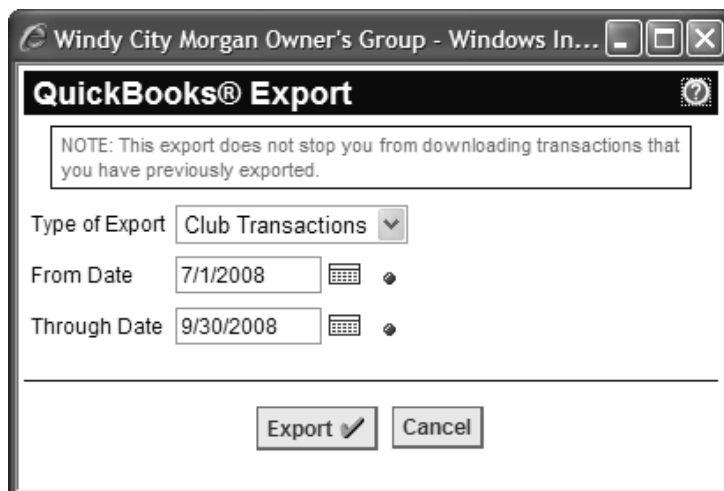 Windy City Morgan Owner's Group - Windows In...
QuickBooks® Export
NOTE: This export does not stop you from downloading transactions that
you have previously exported.
Type of Export Club Transactions
From Date 7/1/2008
Through Date 9/30/2008
Export Cancel